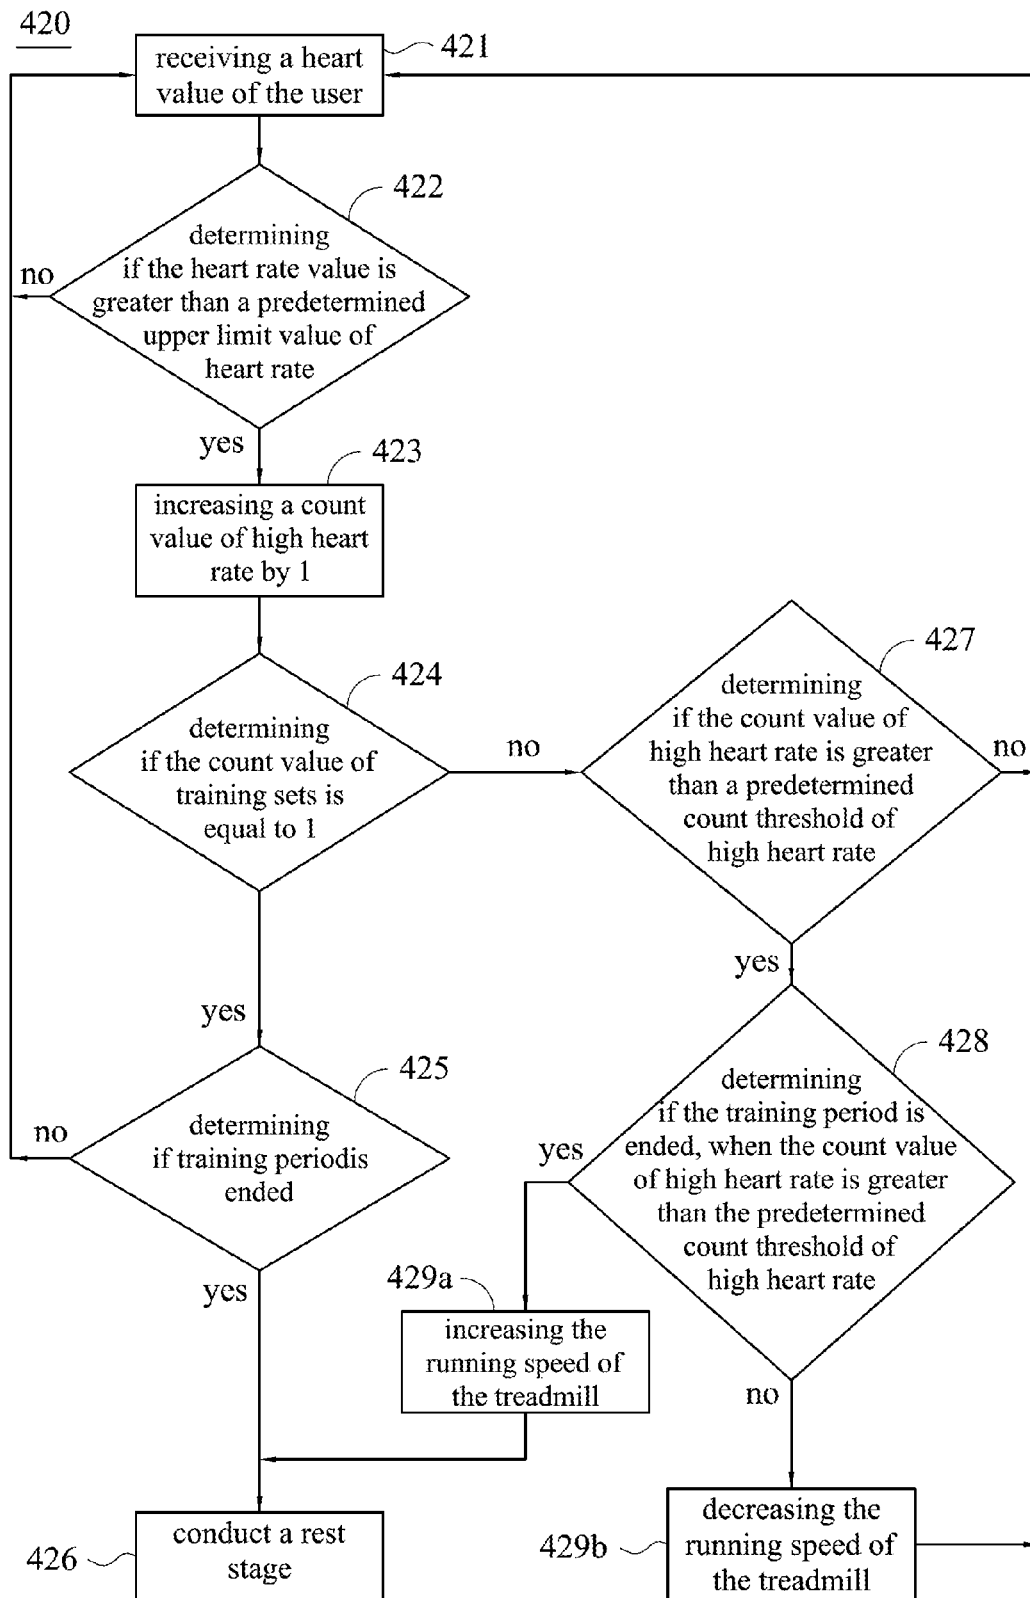 420
receiving a heart
value of the user
421
422
determining
if the heart rate value is
greater than a predetermined
upper limit value of
heart rate
no
yes
423
increasing a count
value of high heart
rate by 1
424
determining
if the count value of
training sets is
equal to 1
no
427
determining
if the count value of
high heart rate is greater
than a predetermined
count threshold of
high heart rate
no
yes
yes
425
determining
if training periodis
ended
no
yes
428
determining
if the training period is
ended, when the count value
of high heart rate is greater
than the predetermined
count threshold of
high heart rate
yes
no
429a
increasing the
running speed of
the treadmill
426
conduct a rest
stage
429b
decreasing the
running speed of
the treadmill